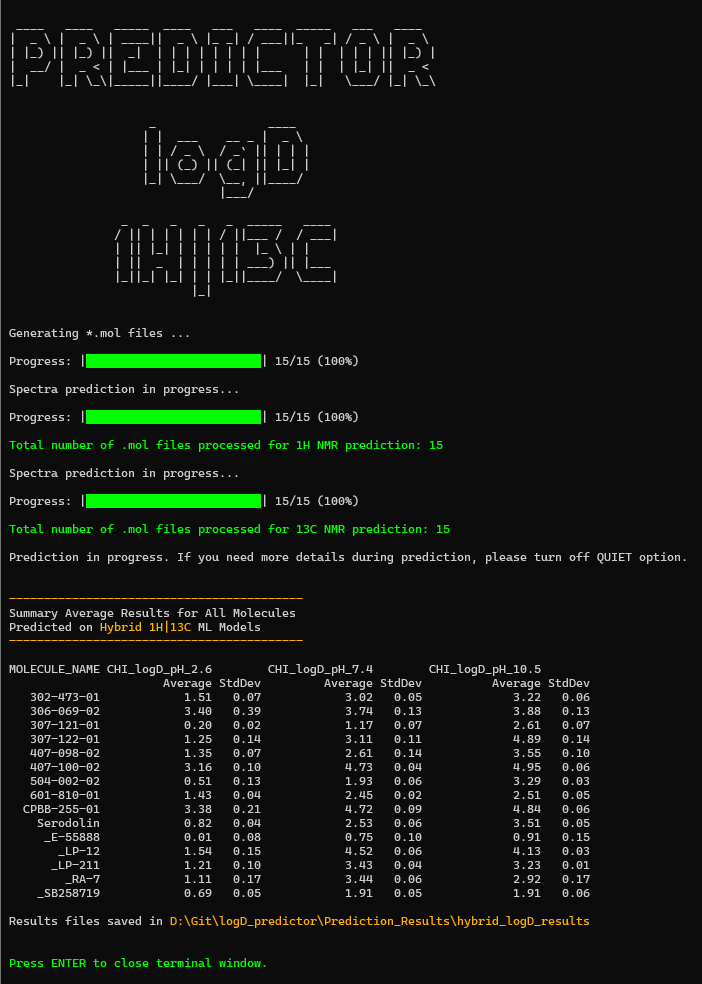 PREDICTOR
logD
1H|13C
Generating *.mol files ...
Progress: | | 15/15 (100%)
Spectra prediction in progress...
Progress: | | 15/15 (100%)
Total number of .mol files processed for 1H NMR prediction: 15
Spectra prediction in progress...
Progress: | | 15/15 (100%)
Total number of .mol files processed for 13C NMR prediction: 15
Prediction in progress. If you need more details during prediction, please turn off QUIET option.
Summary Average Results for All Molecules
Predicted on Hybrid 1H|13C ML Models
MOLECULE_NAME CHI_logD_pH_2.6 CHI_logD_pH_7.4 CHI_logD_pH_10.5
Average StdDev Average StdDev Average StdDev
302-473-01 1.51 0.07 3.02 0.05 3.22 0.06
306-069-02 3.40 0.39 3.74 0.13 3.88 0.13
307-121-01 0.20 0.02 1.17 0.07 2.61 0.07
307-122-01 1.25 0.14 3.11 0.11 4.89 0.14
407-098-02 1.35 0.07 2.61 0.14 3.55 0.10
407-100-02 3.16 0.10 4.73 0.04 4.95 0.06
504-002-02 0.51 0.13 1.93 0.06 3.29 0.03
601-810-01 1.43 0.04 2.45 0.02 2.51 0.05
CPBB-255-01 3.38 0.21 4.72 0.09 4.84 0.06
Serodolin 0.82 0.04 2.53 0.06 3.51 0.05
_E-55888 0.01 0.08 0.75 0.10 0.91 0.15
_LP-12 1.54 0.15 4.52 0.06 4.13 0.03
_LP-211 1.21 0.10 3.43 0.04 3.23 0.01
_RA-7 1.11 0.17 3.44 0.06 2.92 0.17
_SB258719 0.69 0.05 1.91 0.05 1.91 0.06
Results files saved in D:\Git\logD_predictor\Prediction_Results\hybrid_logD_results
Press ENTER to close terminal window.